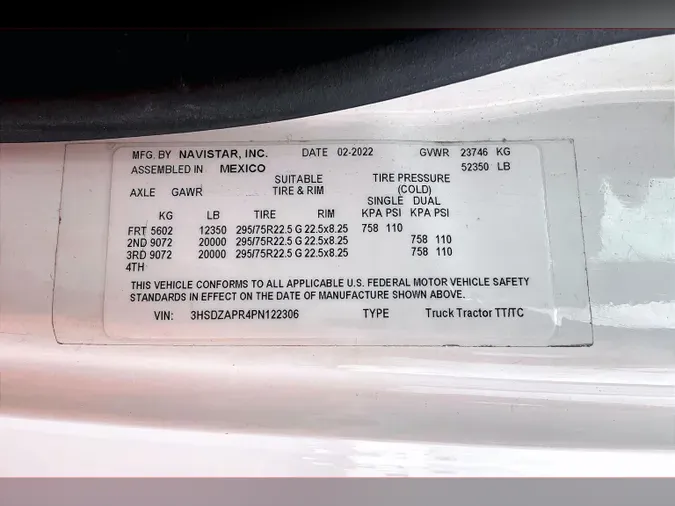 MFG. BY NAVISTAR, INC. DATE 02-2022 GVWR 23746 KG
ASSEMBLED IN MEXICO 52350 LB
SUITABLE TIRE PRESSURE
AXLE GAWR TIRE & RIM (COLD)
SINGLE DUAL
KG LB TIRE RIM KPA PSI KPA PSI
FRT 5602 12350 295/75R22.5 G 22.5x8.25 758 110
2ND 9072 20000 295/75R22.5 G 22.5x8.25 758 110
3RD 9072 20000 295/75R22.5 G 22.5x8.25 758 110
4TH
THIS VEHICLE CONFORMS TO ALL APPLICABLE U.S. FEDERAL MOTOR VEHICLE SAFETY
STANDARDS IN EFFECT ON THE DATE OF MANUFACTURE SHOWN ABOVE.
VIN: 3HSDZAPR4PN122306 TYPE Truck Tractor TT/TC